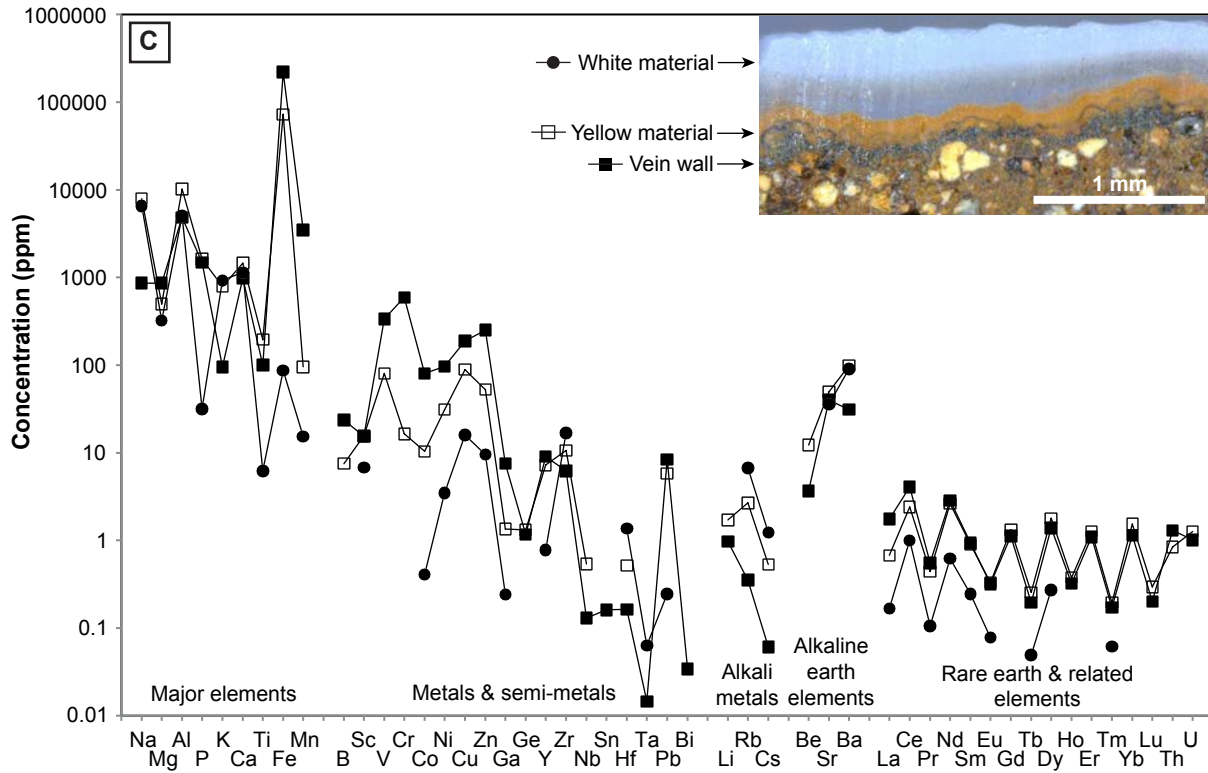 C
1000000
100000
10000
1000
100
10
1
0.1
0.01
Concentration (ppm)
White material
Yellow material
Vein wall
1 mm
Major elements
Metals & semi-metals
Alkali
metals
Alkaline
earth
elements
Rare earth & related
elements
Na Al K Ti Mn Sc Cr Ni Zn Ge Zr Sn Ta Bi Rb Be Ba Ce Nd Eu Tb Ho Tm Lu U
Mg P Ca Fe B V Co Cu Ga Y Nb Hf Pb Li Cs Sr La Pr Sm Gd Dy Er Yb Th